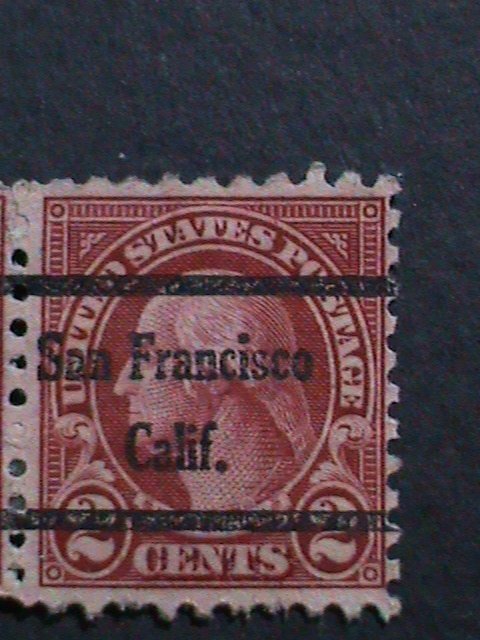 UNITED STATES POSTAGE
San Francisco
Calif.
2 2
CENTS